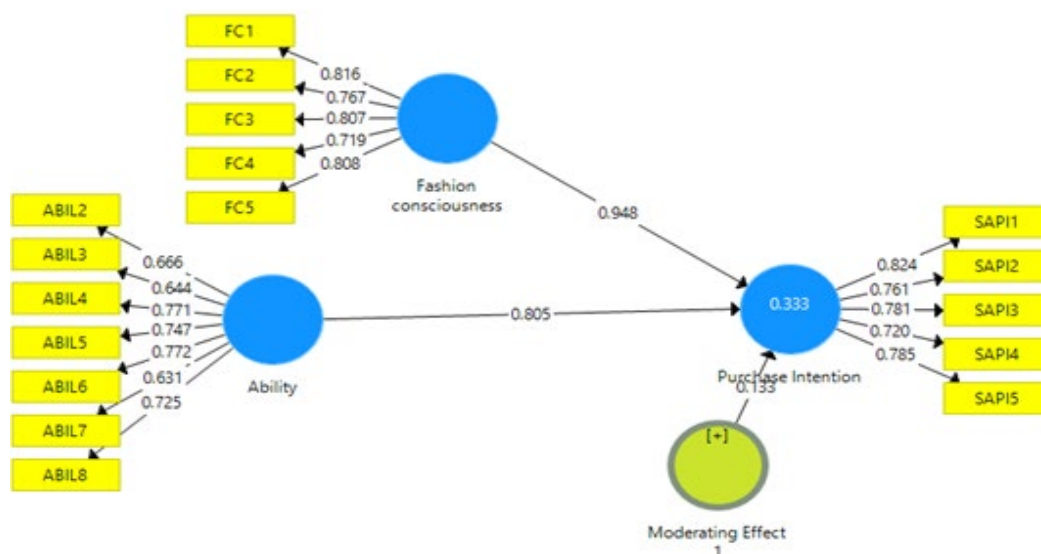 FC1
FC2
FC3
FC4
FC5
0.816
0.767
0.807
0.719
0.808
Fashion
consciousness
0.948
ABIL2
ABIL3
ABIL4
ABIL5
ABIL6
ABIL7
ABIL8
0.666
0.644
0.771
0.747
0.772
0.631
0.725
Ability
0.805
0.333
Purchase Intention
0.133
0.824
0.761
0.781
0.720
0.785
SAPI1
SAPI2
SAPI3
SAPI4
SAPI5
[+]
Moderating Effect
1